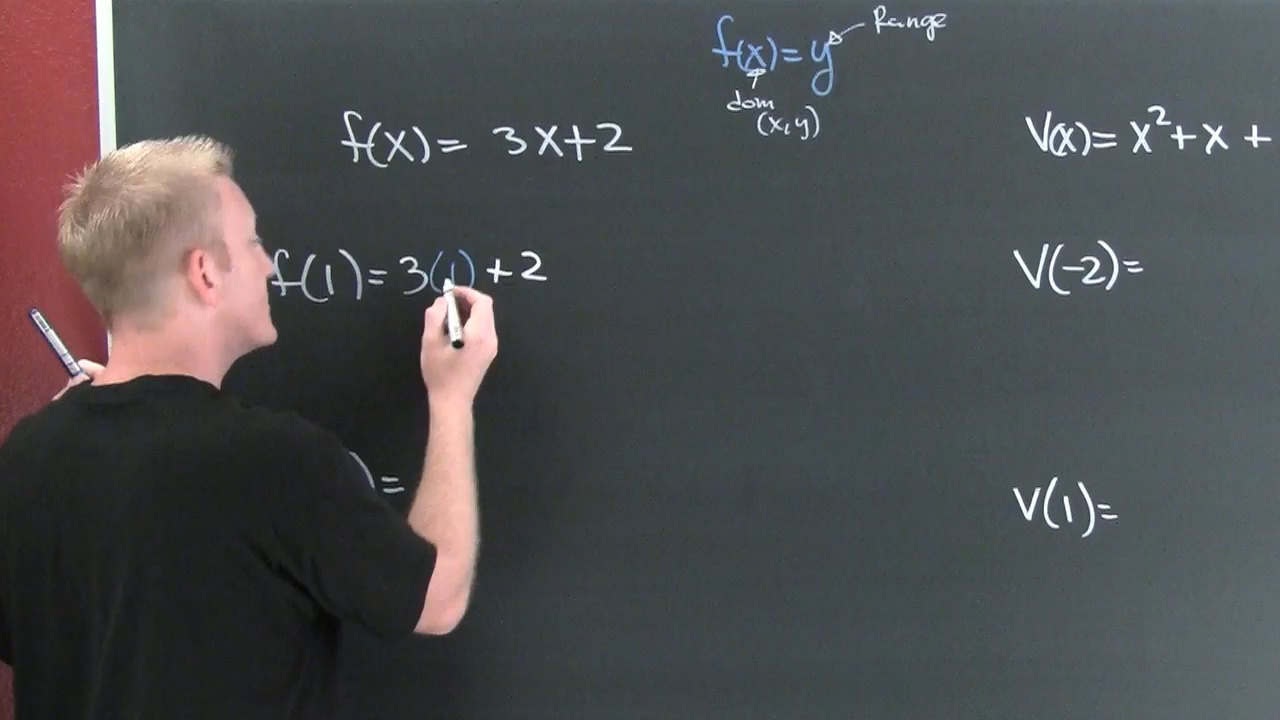 f(x) = y
Range
dom
(x,y)
f(x) = 3x+2
f(1) = 3(1) + 2
) =
V(x) = x² + x +
V(-2) =
V(1) =